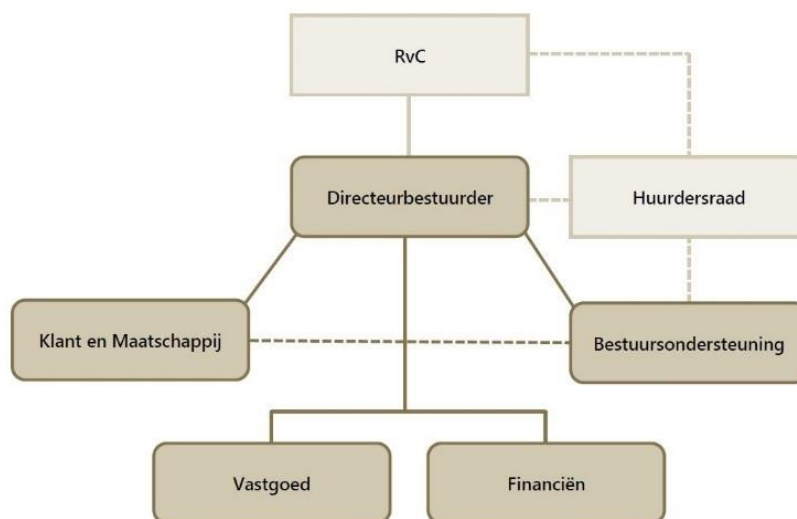 RvC
Directeurbestuurder
Huurdersraad
Klant en Maatschappij
Bestuursondersteuning
Vastgoed
Financiën